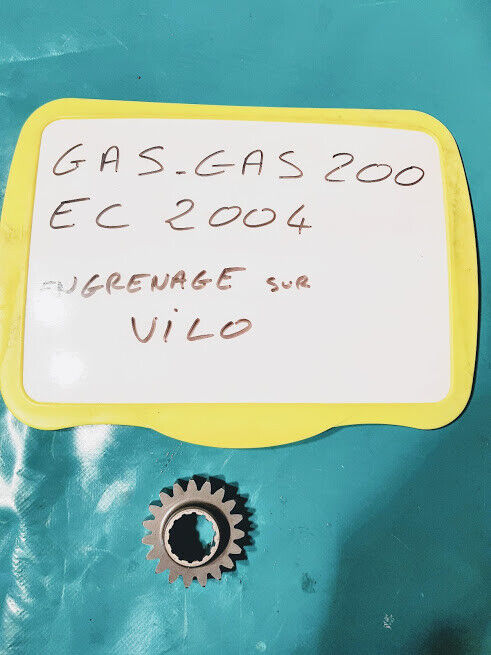 GAS-GAS 200
EC 2004
ENGRENAGE SUR
ViLO